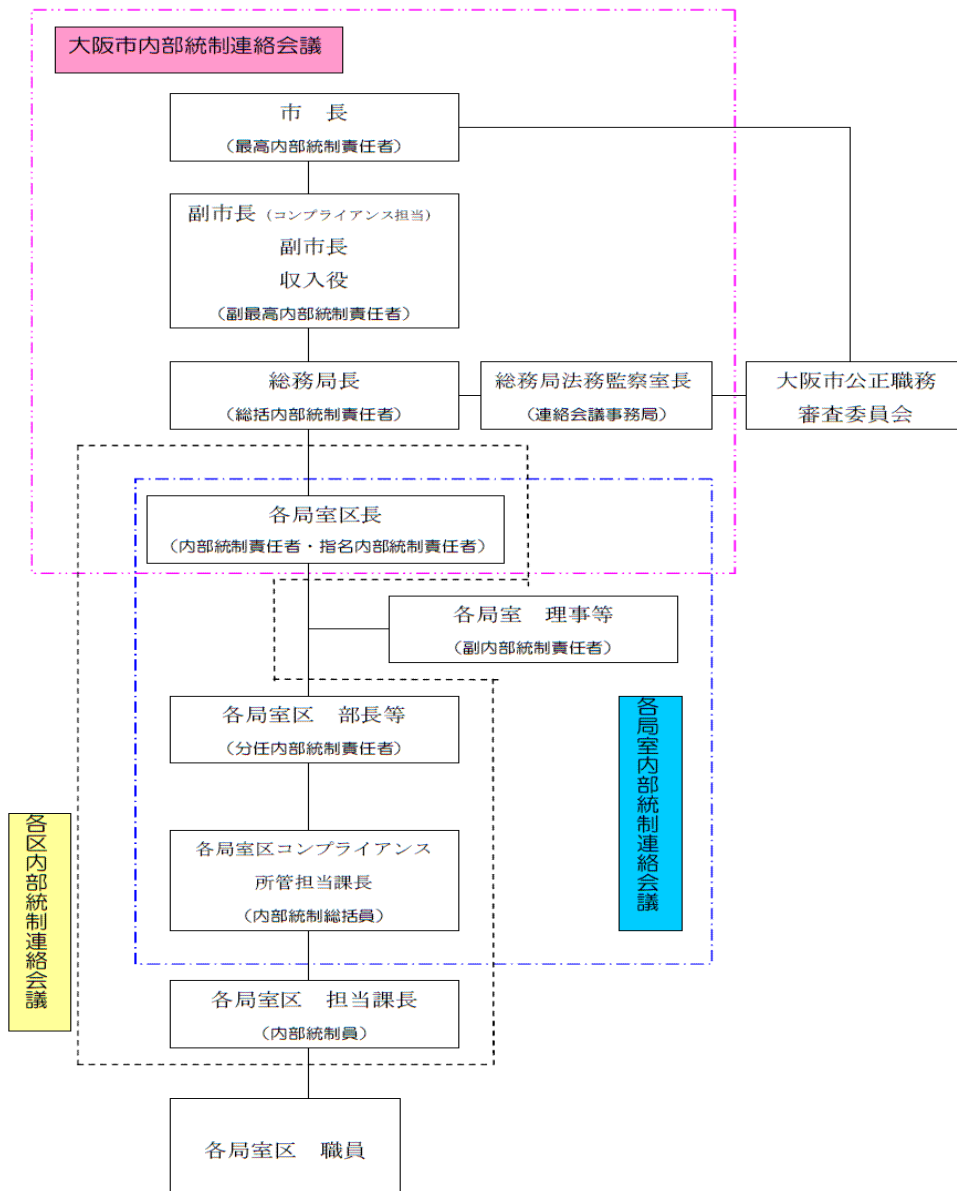 大阪市内部統制連絡会議
市　長
（最高内部統制責任者）
副市長（コンプライアンス担当）
副市長
収入役
（副最高内部統制責任者）
総務局長
（総括内部統制責任者）
総務局法務監察室長
（連絡会議事務局）
大阪市公正職務
審査委員会
各局室区長
（内部統制責任者・指名内部統制責任者）
各局室　理事等
（副内部統制責任者）
各局室区　部長等
（分任内部統制責任者）
各局室内部統制連絡会議
各区内部統制連絡会議
各局室区コンプライアンス
所管担当課長
（内部統制総括員）
各局室区　担当課長
（内部統制員）
各局室区　職員